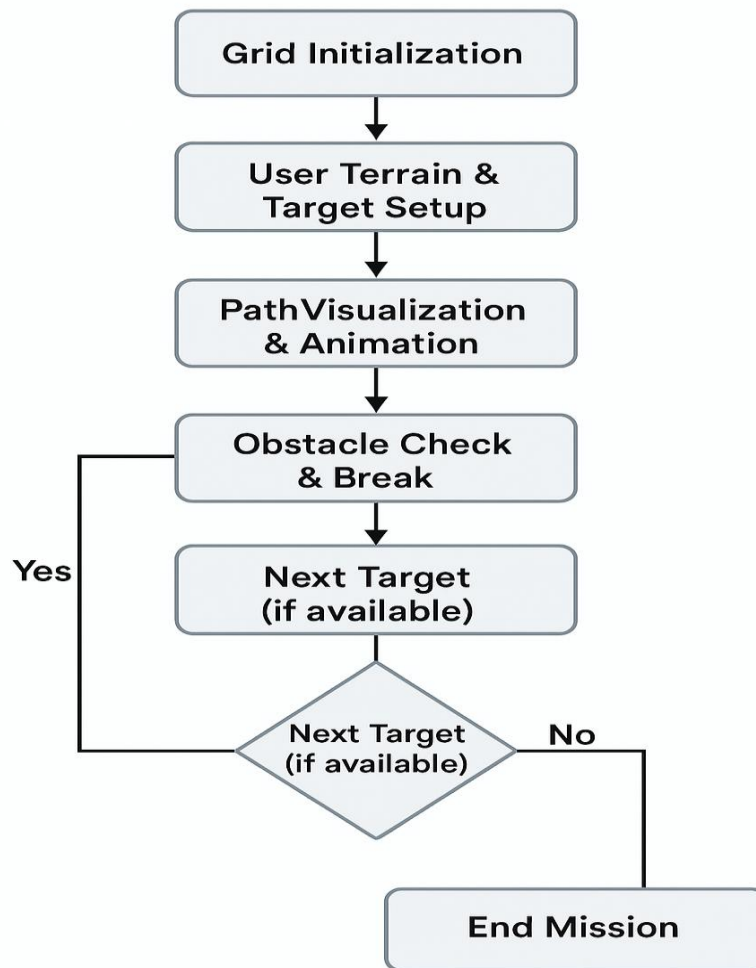 Grid Initialization
User Terrain &
Target Setup
PathVisualization
& Animation
Obstacle Check
& Break
Yes
Next Target
(if available)
Next Target
(if available)
No
End Mission